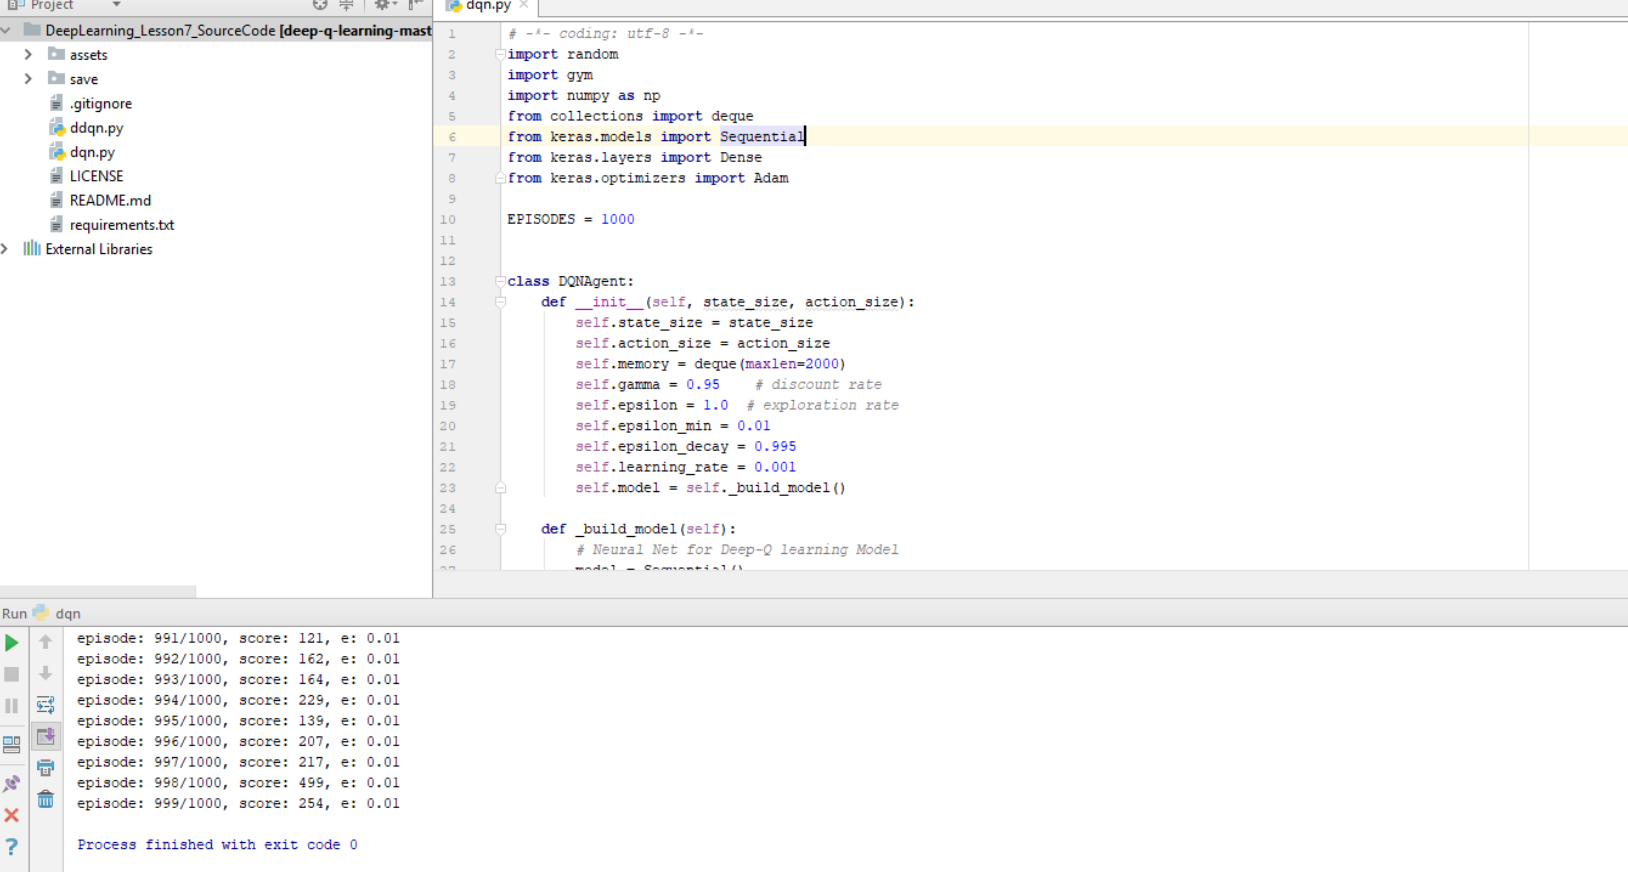 Project
DeepLearning_Lesson7_SourceCode [deep-q-learning-mast
assets
save
.gitignore
ddqn.py
dqn.py
LICENSE
README.md
requirements.txt
External Libraries
dqn.py
1 # -*- coding: utf-8 -*-
2 import random
3 import gym
4 import numpy as np
5 from collections import deque
6 from keras.models import Sequential
7 from keras.layers import Dense
8 from keras.optimizers import Adam
9
10 EPISODES = 1000
11
12
13 class DQNAgent:
14     def __init__(self, state_size, action_size):
15         self.state_size = state_size
16         self.action_size = action_size
17         self.memory = deque(maxlen=2000)
18         self.gamma = 0.95    # discount rate
19         self.epsilon = 1.0  # exploration rate
20         self.epsilon_min = 0.01
21         self.epsilon_decay = 0.995
22         self.learning_rate = 0.001
23         self.model = self._build_model()
24
25     def _build_model(self):
26         # Neural Net for Deep-Q learning Model
27         model = Sequential()
Run dqn
episode: 991/1000, score: 121, e: 0.01
episode: 992/1000, score: 162, e: 0.01
episode: 993/1000, score: 164, e: 0.01
episode: 994/1000, score: 229, e: 0.01
episode: 995/1000, score: 139, e: 0.01
episode: 996/1000, score: 207, e: 0.01
episode: 997/1000, score: 217, e: 0.01
episode: 998/1000, score: 499, e: 0.01
episode: 999/1000, score: 254, e: 0.01
Process finished with exit code 0